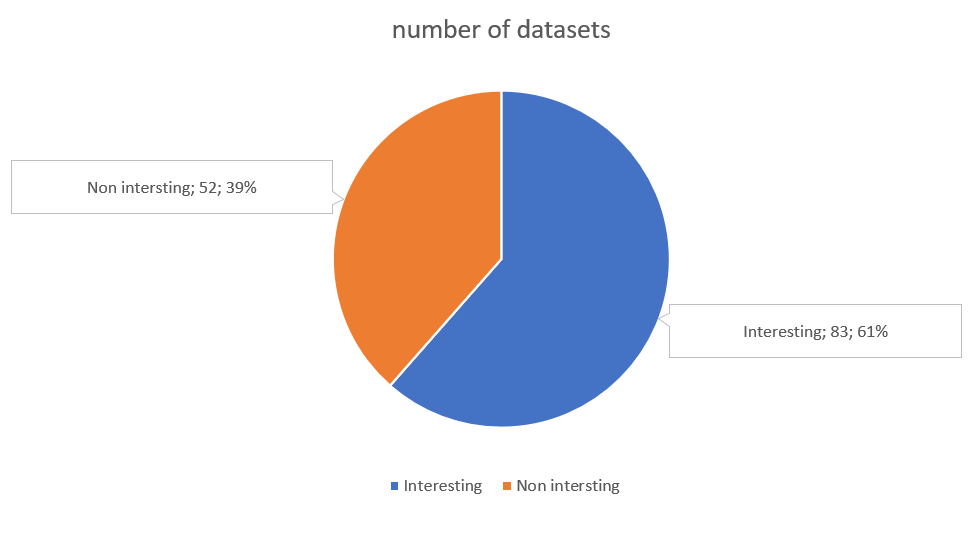 number of datasets
Non intersting; 52; 39%
Interesting; 83; 61%
Interesting
Non intersting